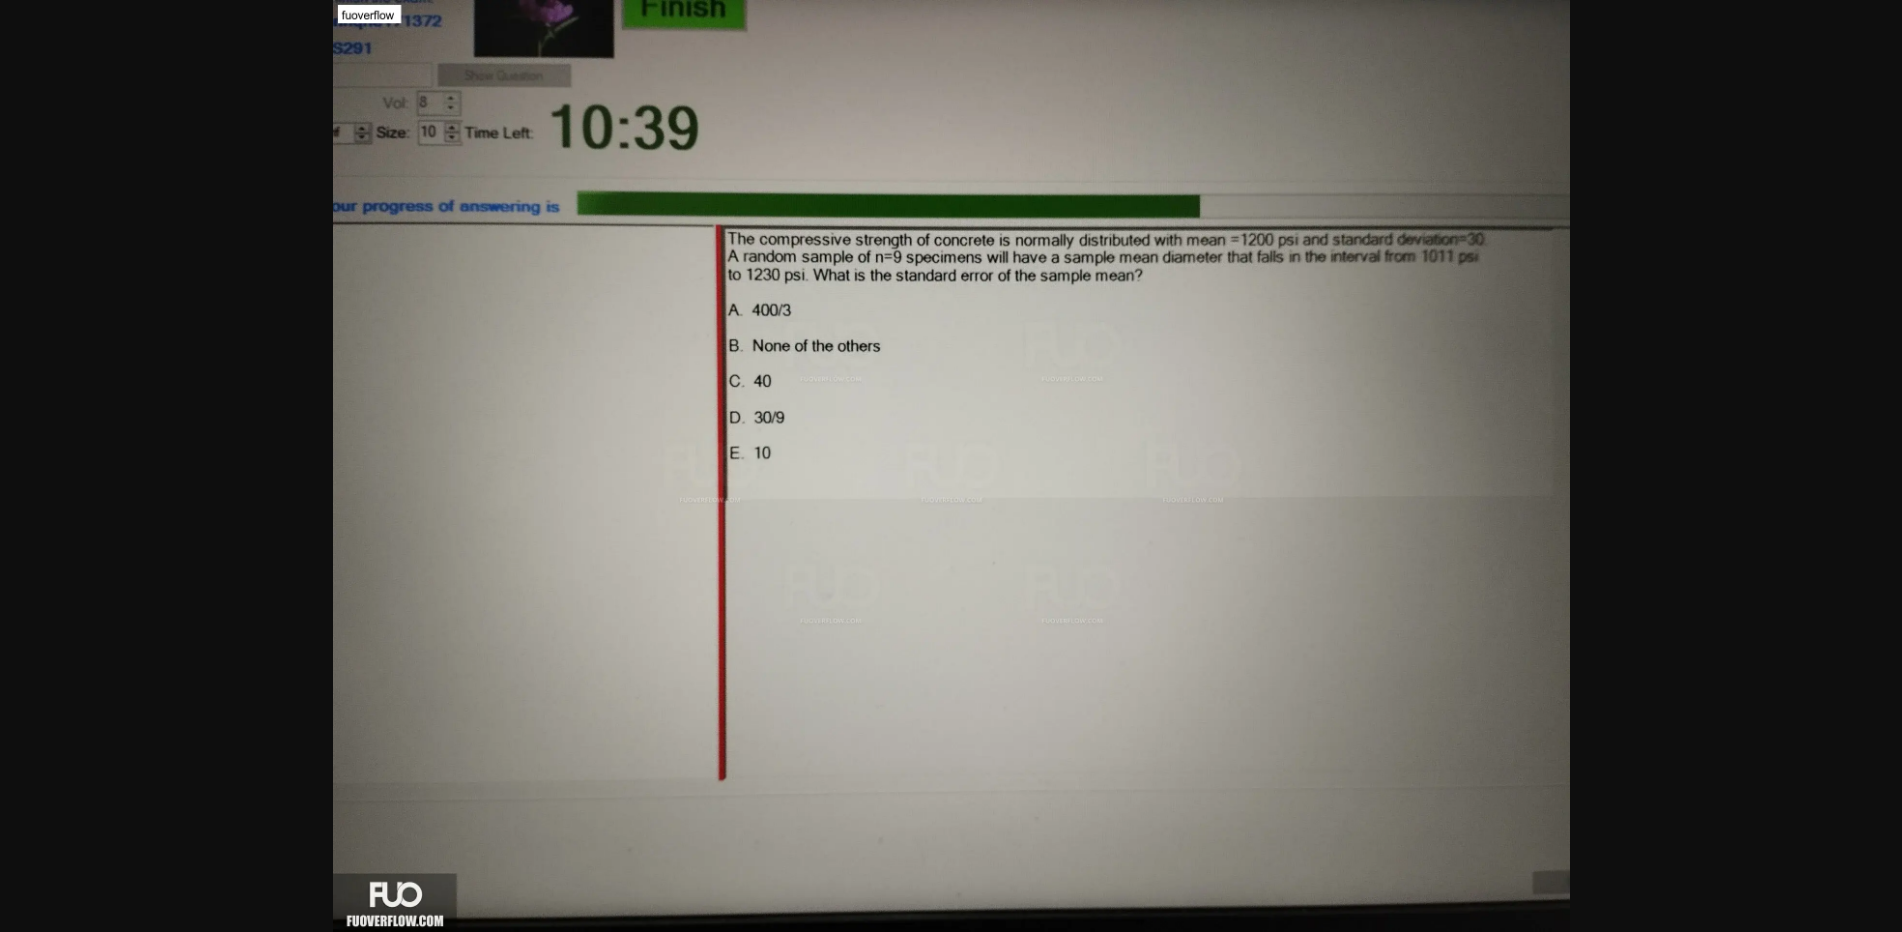 fuoverflow
1372
S291
Finish
Show Question
Vol: 8
Size: 10 Time Left: 10:39
our progress of answering is
The compressive strength of concrete is normally distributed with mean =1200 psi and standard deviation=30.
A random sample of n=9 specimens will have a sample mean diameter that falls in the interval from 1011 psi
to 1230 psi. What is the standard error of the sample mean?
A. 400/3
B. None of the others
C. 40
D. 30/9
E. 10
FUO
FUOVERFLOW.COM